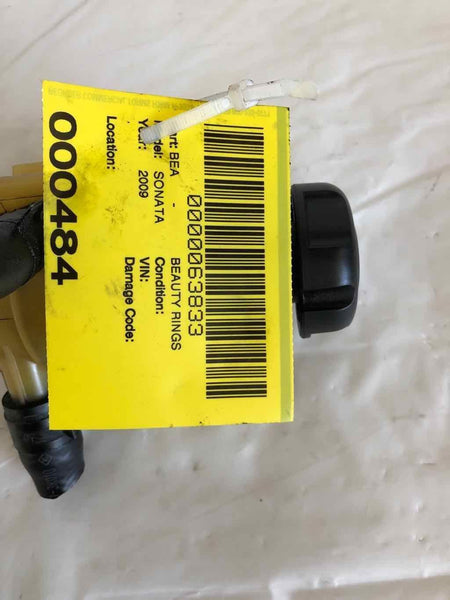 0000063833
Part: BEA - BEAUTY RINGS
Model: SONATA Condition:
Year: 2009 VIN:
Damage Code:
Location:
000484